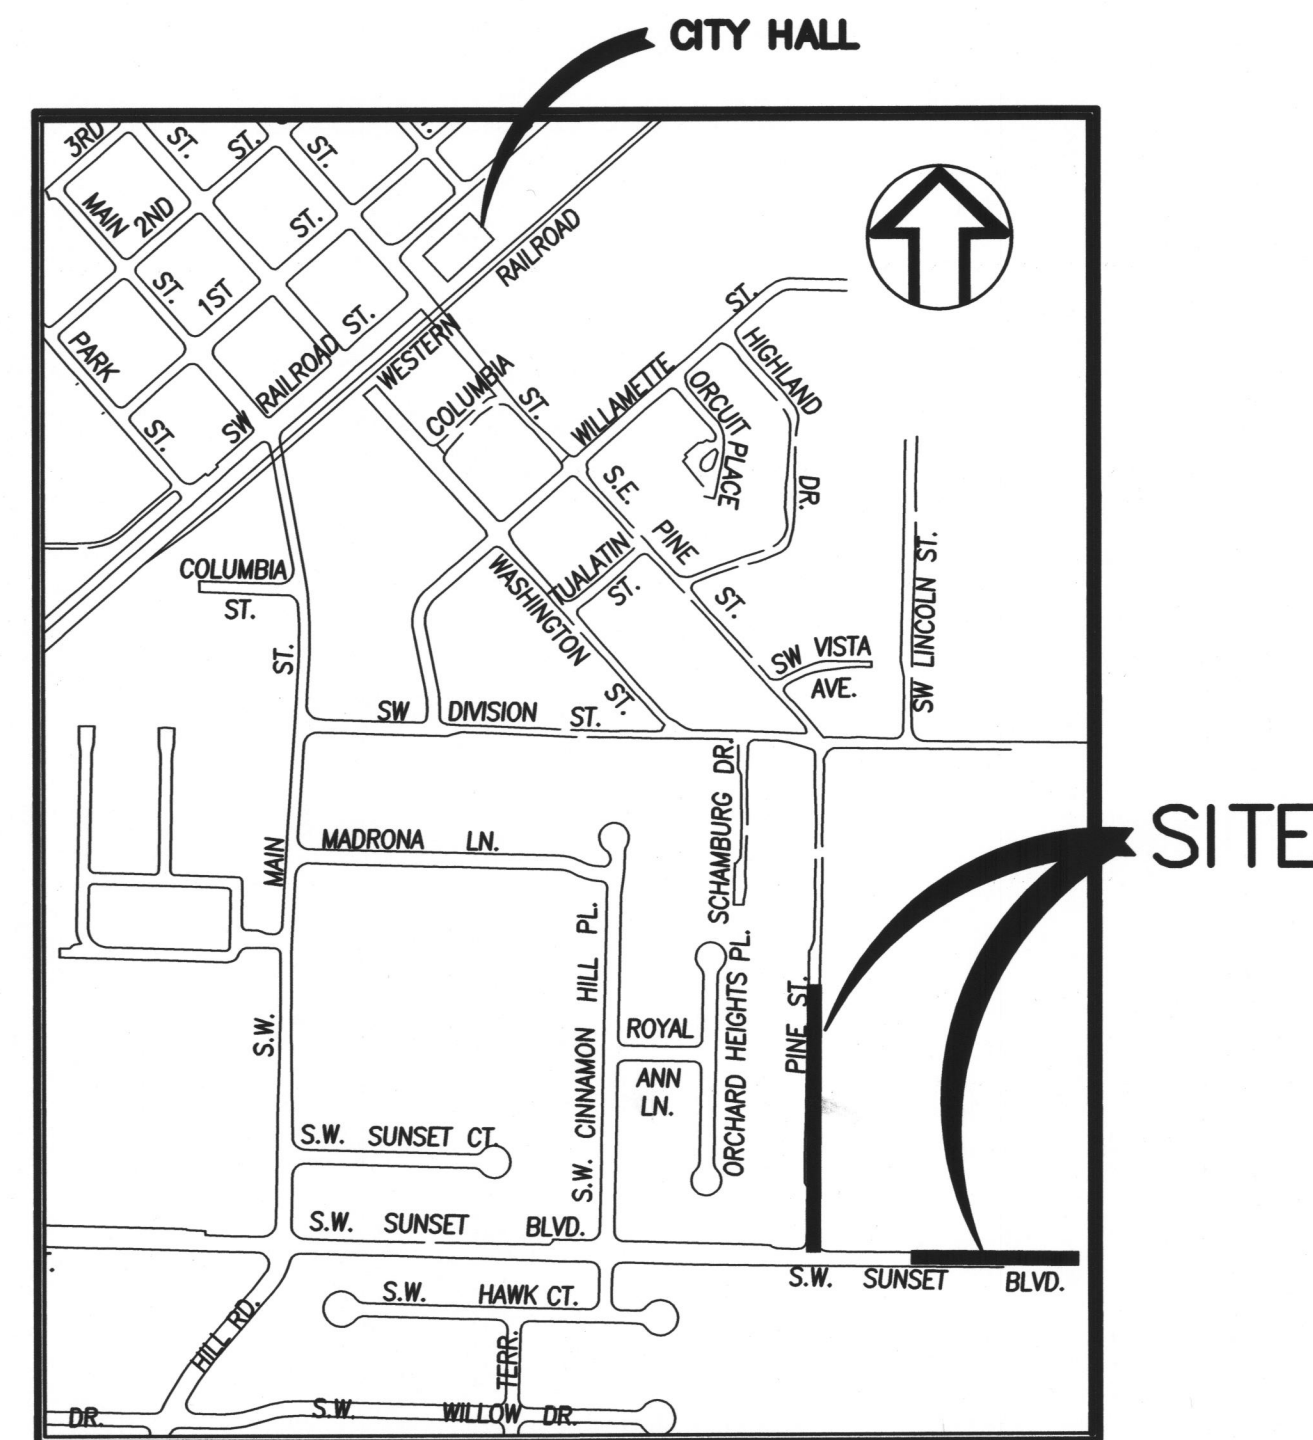 CITY HALL
3RD
ST.
ST.
ST.
MAIN
2ND
ST.
ST.
1ST
ST.
RAILROAD
PARK
ST.
SW RAILROAD
WESTERN
COLUMBIA
ST.
WILLAMETTE
ST.
HIGHLAND
DR.
ORCUIT
PLACE
S.E.
PINE
ST.
TUALATIN
ST.
WASHINGTON
ST.
COLUMBIA
ST.
ST.
SW VISTA
AVE.
SW LINCOLN ST.
SW DIVISION ST.
SCHAMBURG DR.
SITE
MADRONA LN.
MAIN
S.W.
S.W. CINNAMON HILL PL.
ORCHARD HEIGHTS PL.
PINE ST.
ROYAL
ANN
LN.
S.W. SUNSET CT.
S.W. SUNSET BLVD.
S.W. SUNSET BLVD.
S.W. HAWK CT.
HILL RD.
TERR.
DR.
S.W. WILLOW DR.